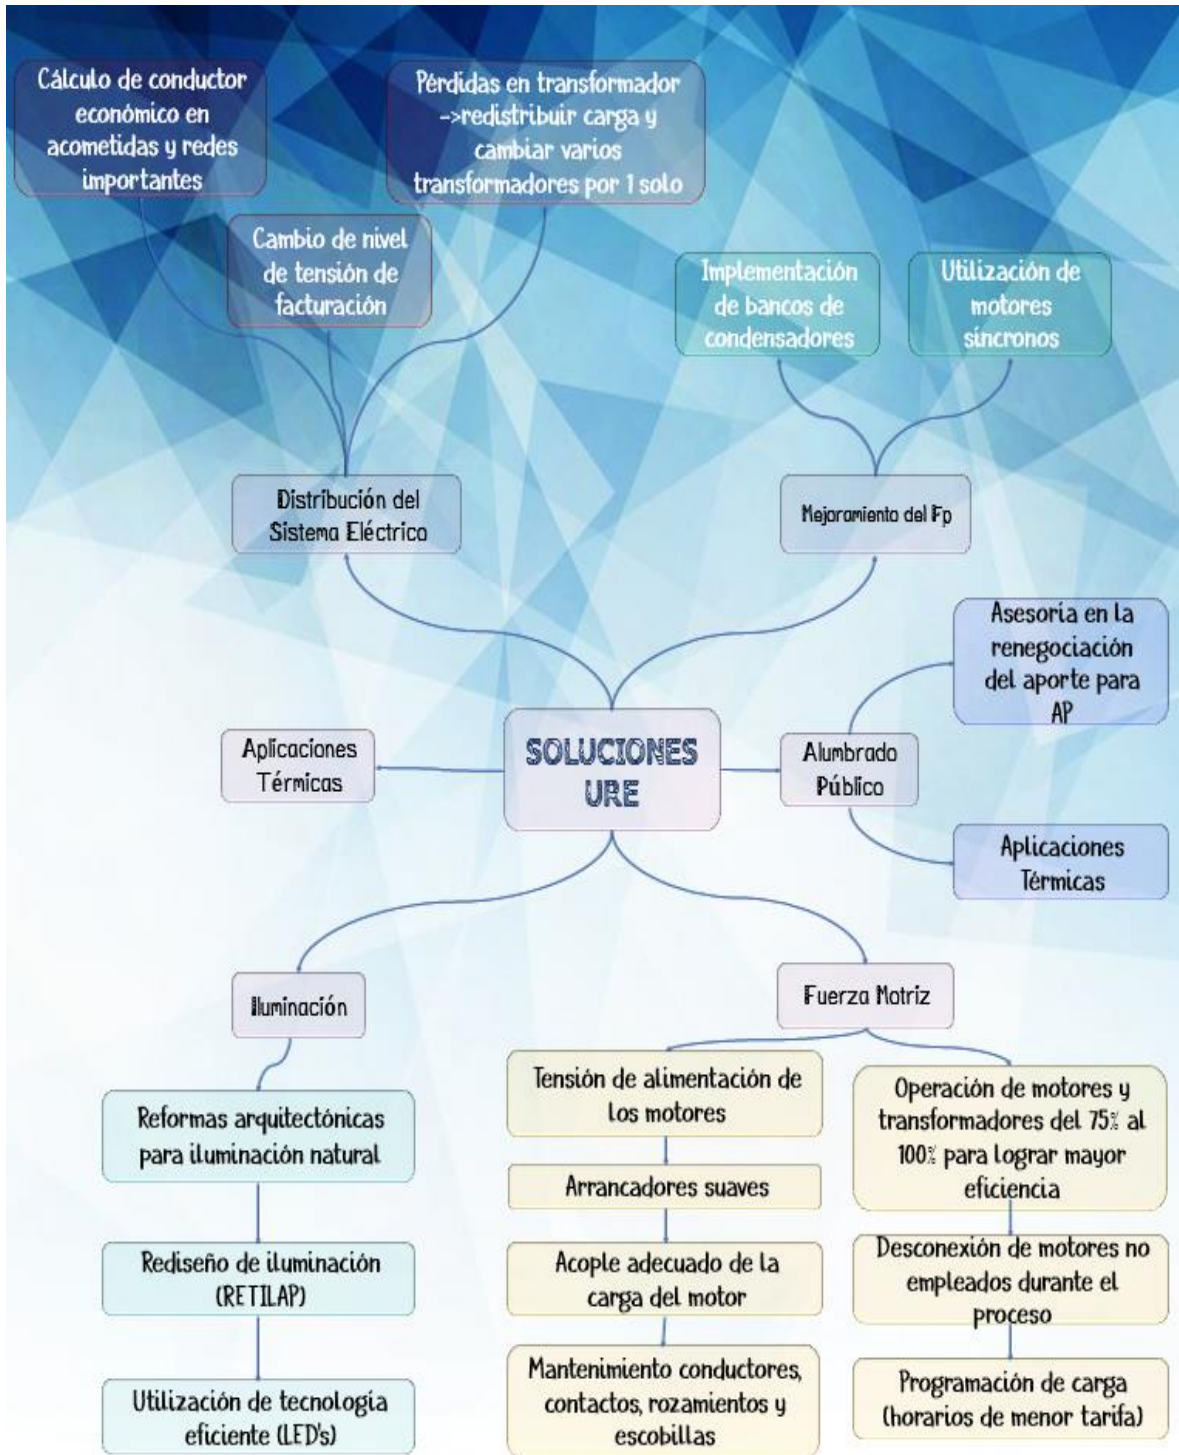 Cálculo de conductor
económico en
acometidas y redes
importantes
Pérdidas en transformador
->redistribuir carga y
cambiar varios
transformadores por 1 solo
Cambio de nivel
de tensión de
facturación
Implementación
de bancos de
condensadores
Utilización de
motores
síncronos
Distribución del
Sistema Eléctrico
Mejoramiento del Fp
Asesoría en la
renegociación
del aporte para
AP
Aplicaciones
Térmicas
SOLUCIONES
URE
Alumbrado
Público
Aplicaciones
Térmicas
Iluminación
Fuerza Motriz
Reformas arquitectónicas
para iluminación natural
Rediseño de iluminación
(RETILAP)
Utilización de tecnología
eficiente (LED's)
Tensión de alimentación de
los motores
Arrancadores suaves
Acople adecuado de la
carga del motor
Mantenimiento conductores,
contactos, rozamientos y
escobillas
Operación de motores y
transformadores del 75% al
100% para lograr mayor
eficiencia
Desconexión de motores no
empleados durante el
proceso
Programación de carga
(horarios de menor tarifa)